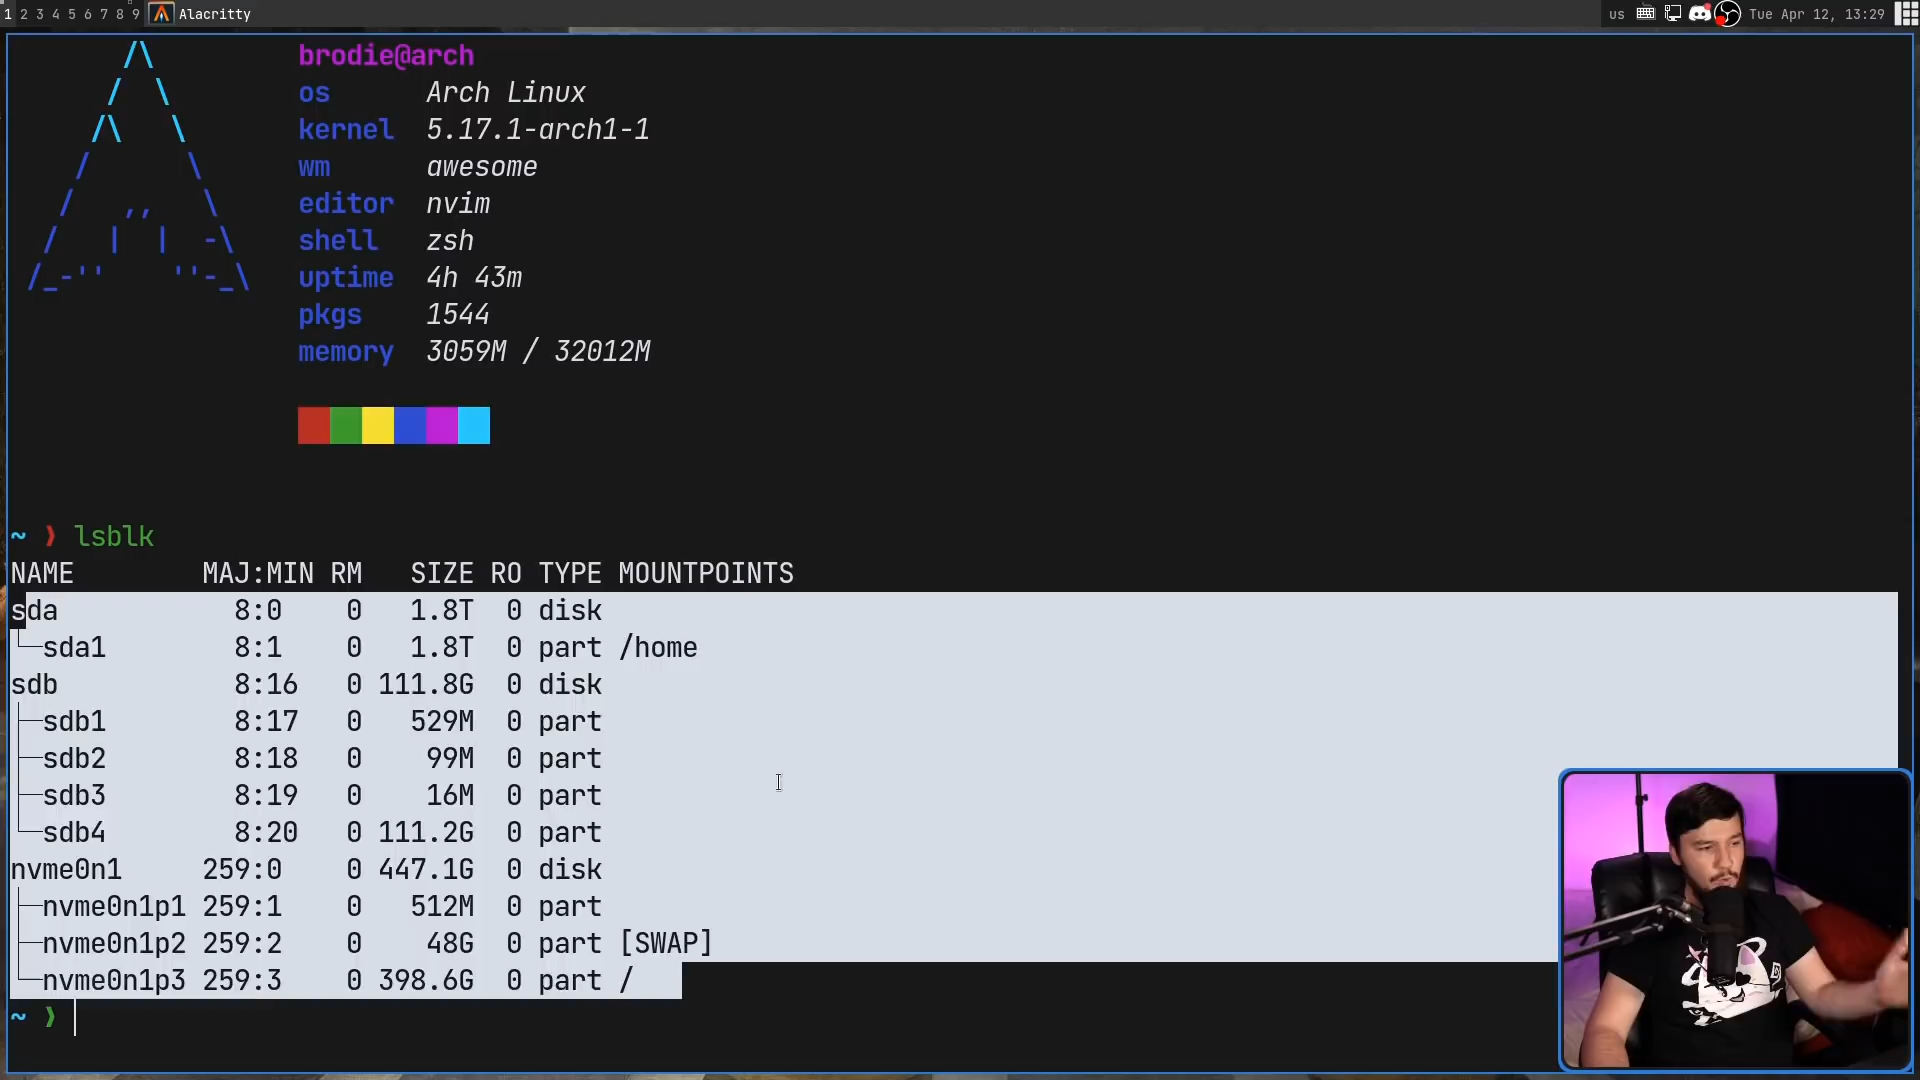 1 2 3 4 5 6 7 8 9 Alacritty us Tue Apr 12, 13:29
brodie@arch
os Arch Linux
kernel 5.17.1-arch1-1
wm awesome
editor nvim
shell zsh
uptime 4h 43m
pkgs 1544
memory 3059M / 32012M
~ ❯ lsblk
NAME MAJ:MIN RM SIZE RO TYPE MOUNTPOINTS
sda 8:0 0 1.8T 0 disk
└─sda1 8:1 0 1.8T 0 part /home
sdb 8:16 0 111.8G 0 disk
├─sdb1 8:17 0 529M 0 part
├─sdb2 8:18 0 99M 0 part
├─sdb3 8:19 0 16M 0 part
└─sdb4 8:20 0 111.2G 0 part
nvme0n1 259:0 0 447.1G 0 disk
├─nvme0n1p1 259:1 0 512M 0 part
├─nvme0n1p2 259:2 0 48G 0 part [SWAP]
└─nvme0n1p3 259:3 0 398.6G 0 part /
~ ❯